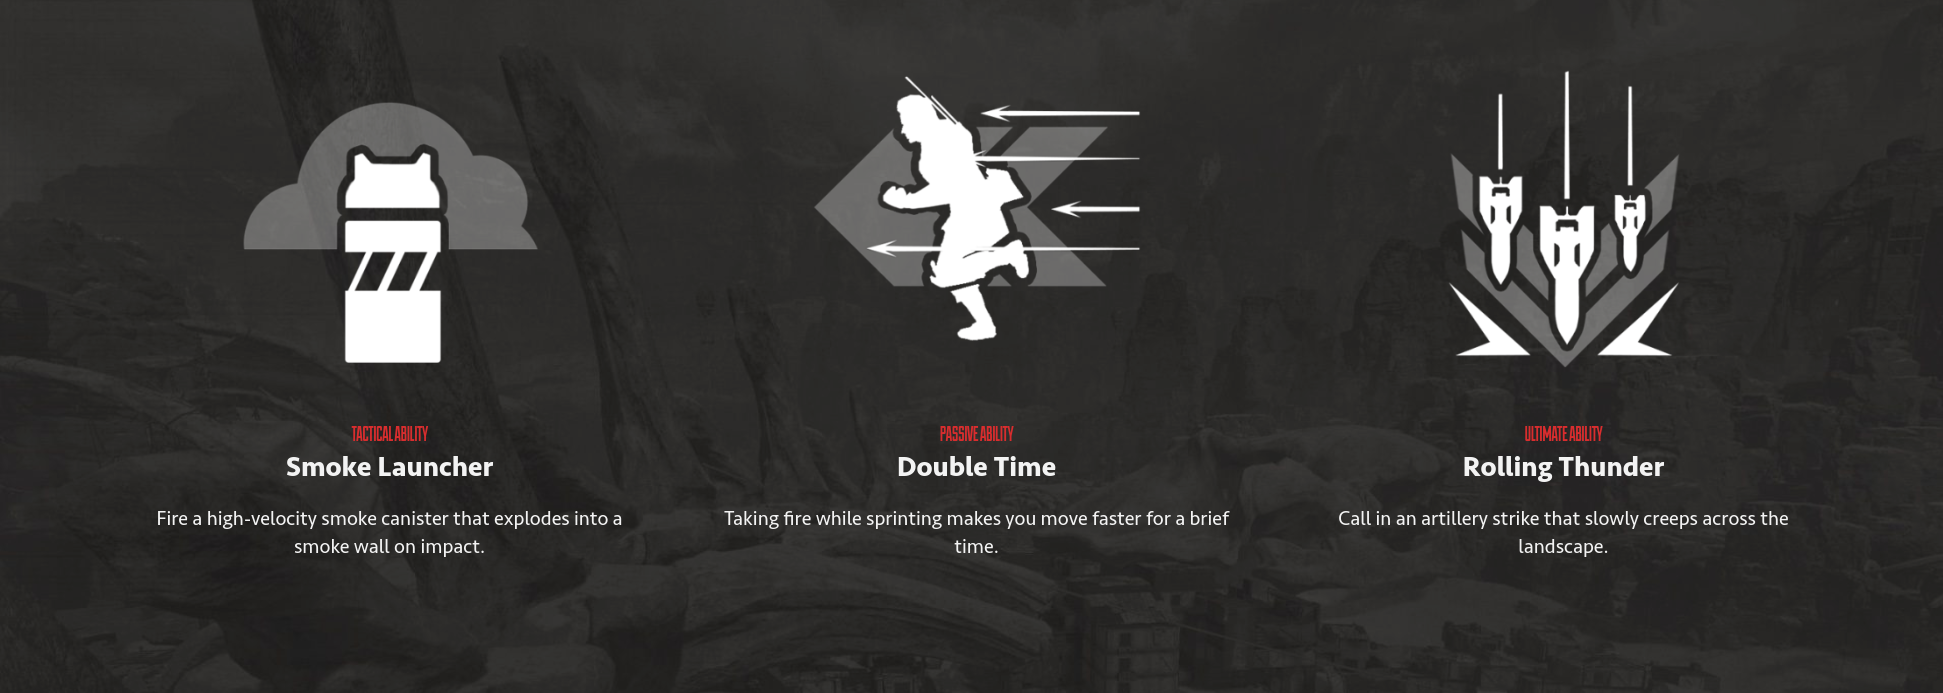 TACTICAL ABILITY
Smoke Launcher
Fire a high-velocity smoke canister that explodes into a
smoke wall on impact.
PASSIVE ABILITY
Double Time
Taking fire while sprinting makes you move faster for a brief
time.
ULTIMATE ABILITY
Rolling Thunder
Call in an artillery strike that slowly creeps across the
landscape.